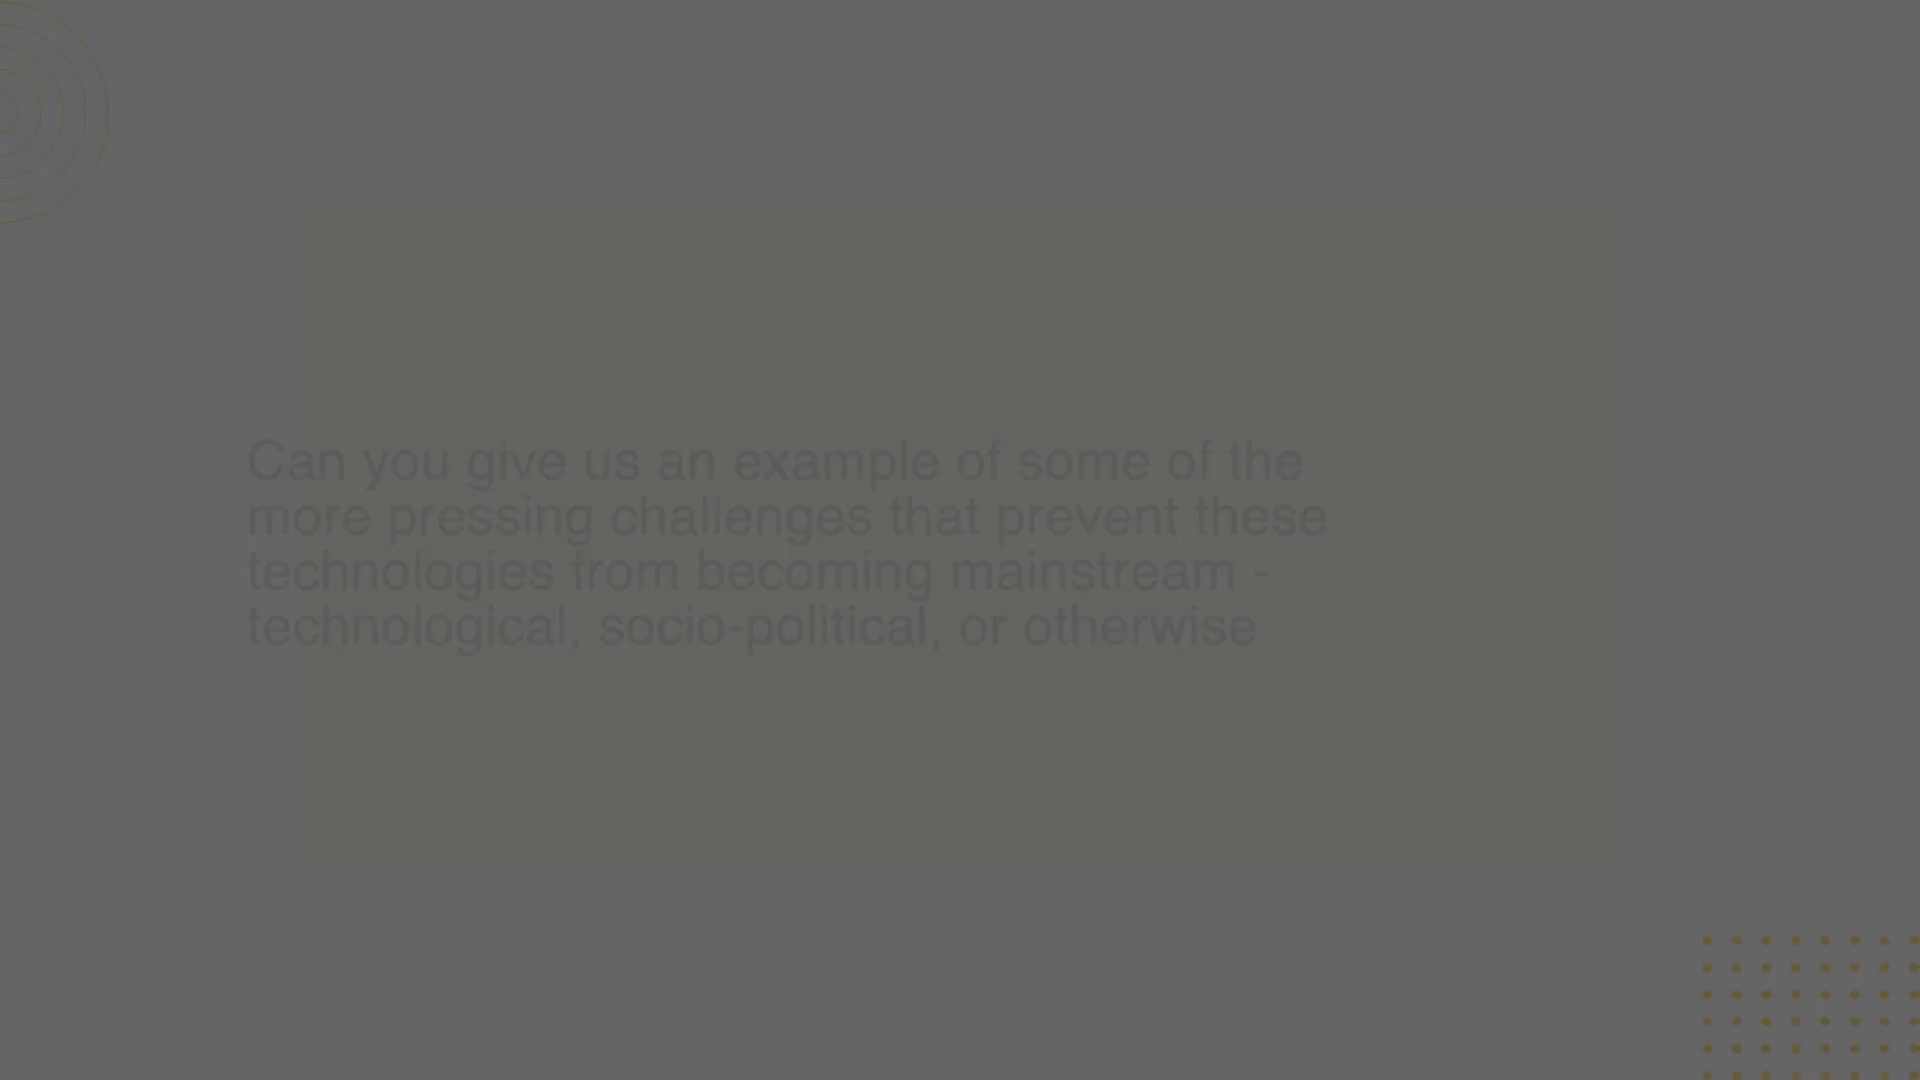 Can you give us an example of some of the
more pressing challenges that prevent these
technologies from becoming mainstream -
technological, socio-political, or otherwise